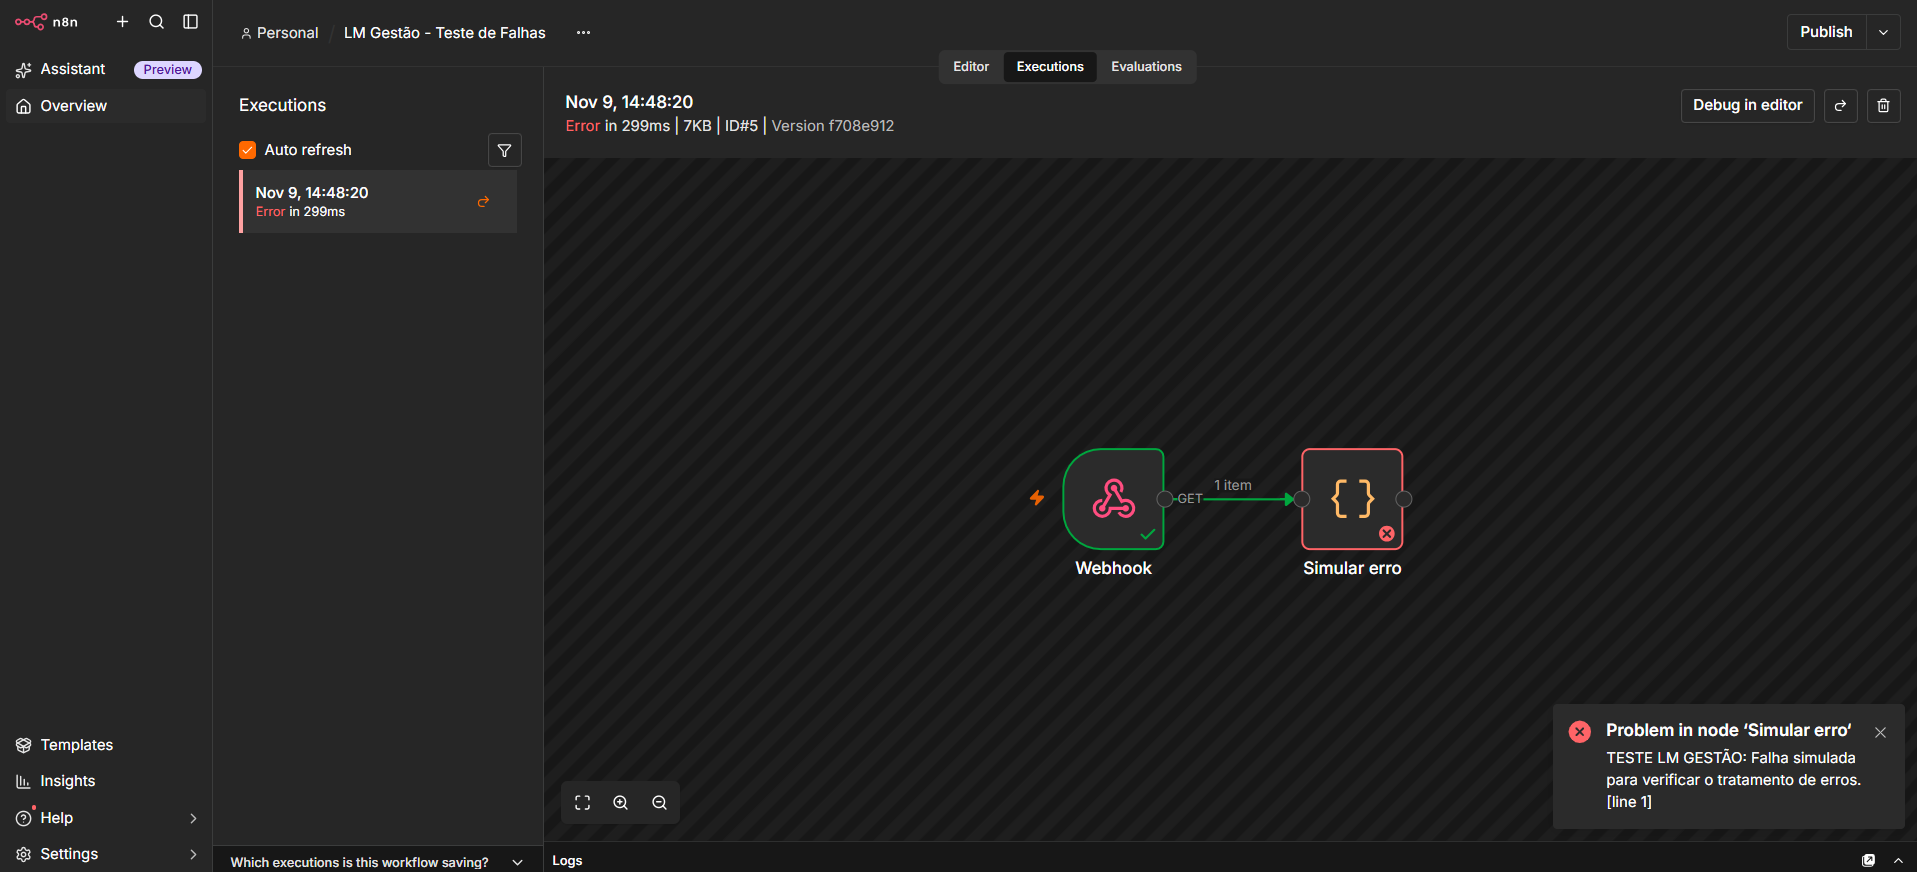 n8n
Assistant
Preview
Overview
Templates
Insights
Help
Settings
Personal
LM Gestão - Teste de Falhas
Publish
Editor
Executions
Evaluations
Executions
Auto refresh
Nov 9, 14:48:20
Error in 299ms
Which executions is this workflow saving?
Nov 9, 14:48:20
Error in 299ms | 7KB | ID#5 | Version f708e912
Debug in editor
GET
1 item
Webhook
Simular erro
Problem in node ‘Simular erro‘
TESTE LM GESTÃO: Falha simulada
para verificar o tratamento de erros.
[line 1]
Logs